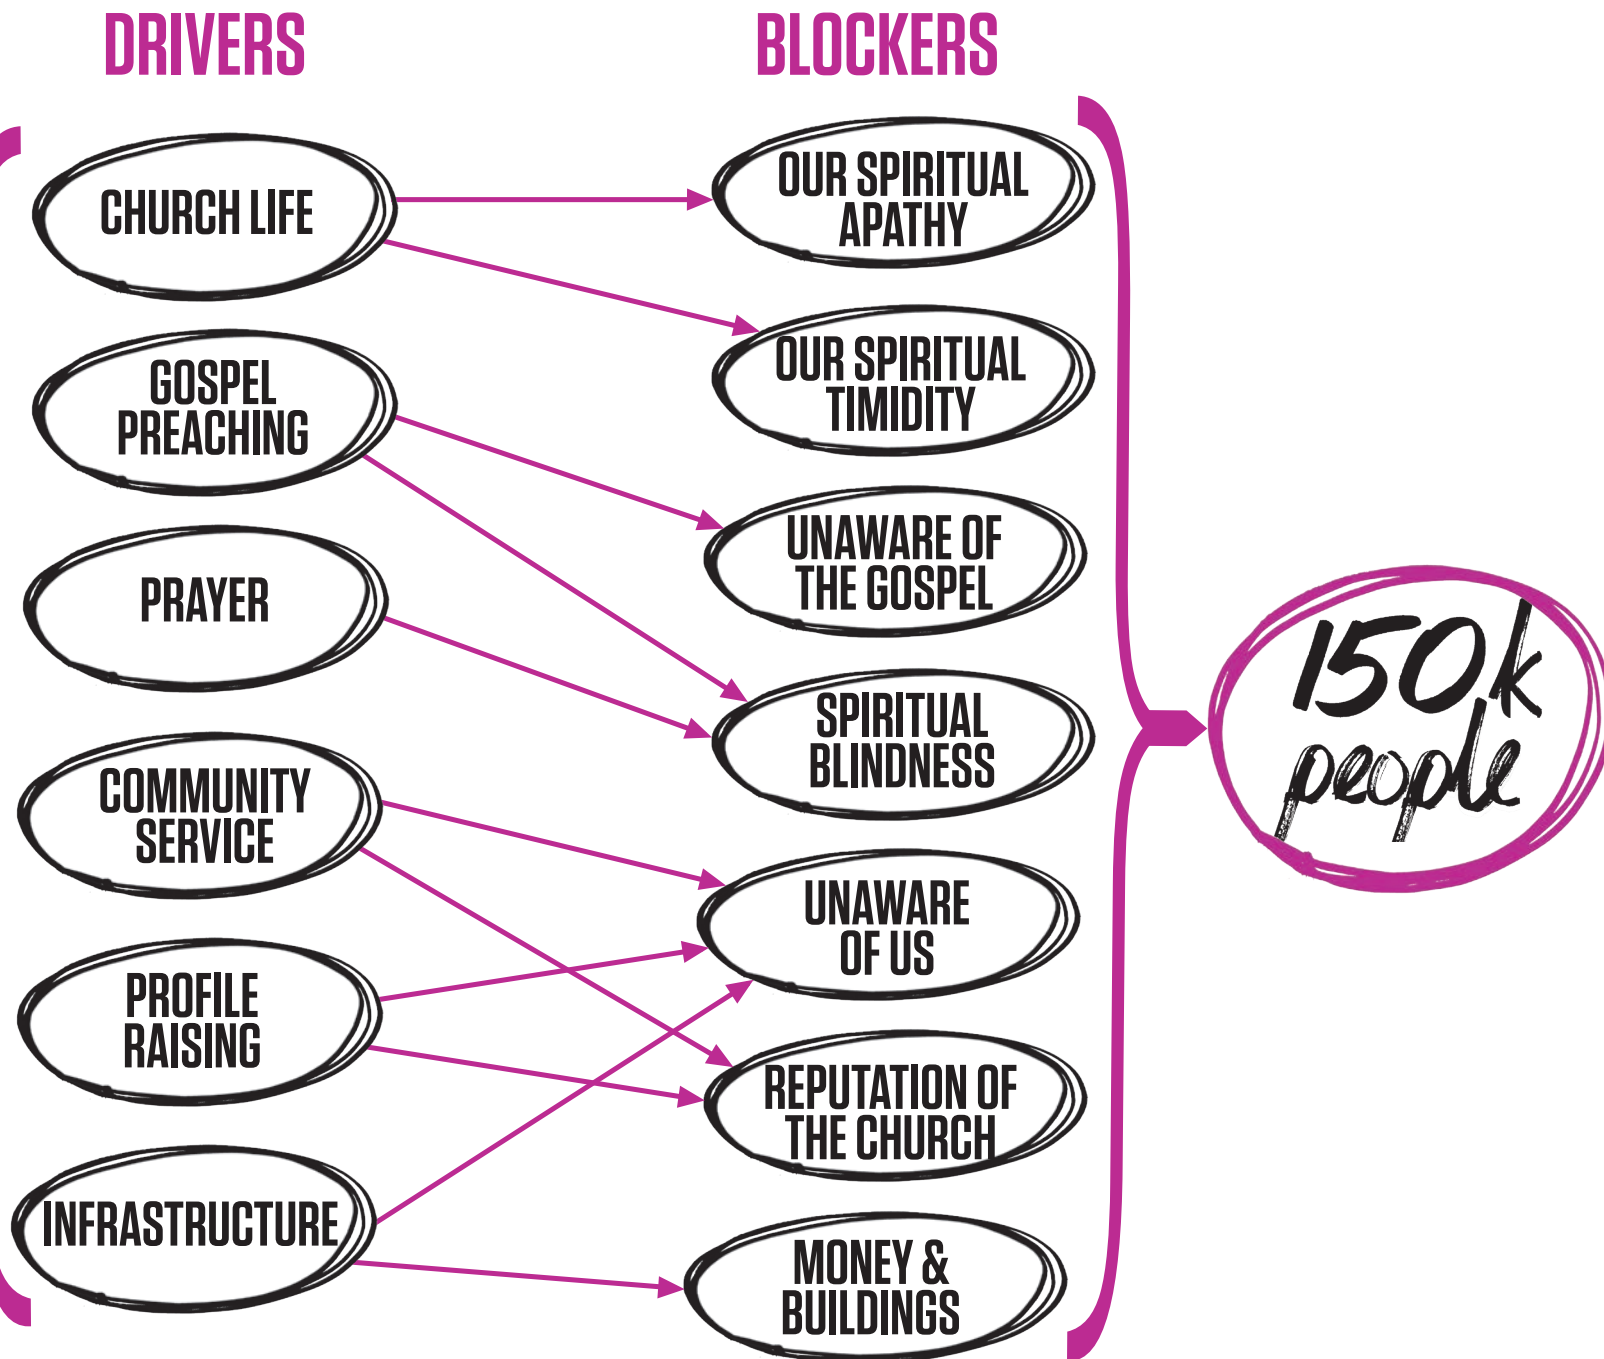 DRIVERS
BLOCKERS
CHURCH LIFE
GOSPEL
PREACHING
PRAYER
COMMUNITY
SERVICE
PROFILE
RAISING
INFRASTRUCTURE
OUR SPIRITUAL
APATHY
OUR SPIRITUAL
TIMIDITY
UNAWARE OF
THE GOSPEL
SPIRITUAL
BLINDNESS
UNAWARE
OF US
REPUTATION OF
THE CHURCH
MONEY &
BUILDINGS
150k
people